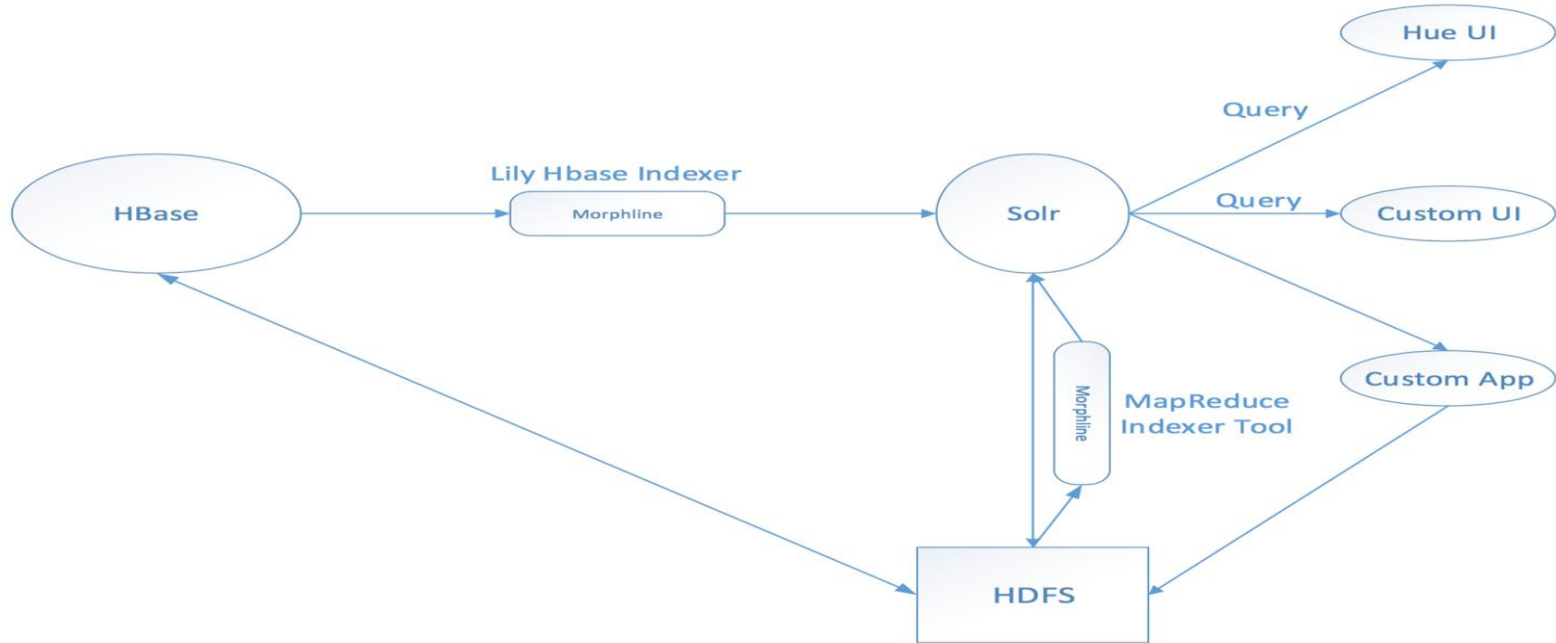 Hue UI
Query
Lily Hbase Indexer
HBase
Morphline
Solr
Query
Custom UI
Morphline
MapReduce
Indexer Tool
Custom App
HDFS